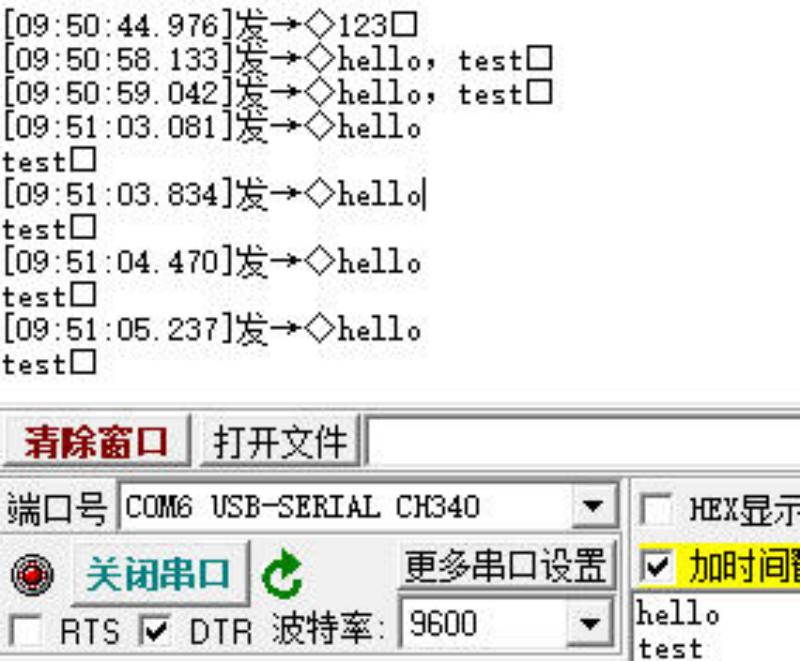 [09:50:44.976]发→◇123□
[09:50:58.133]发→◇hello，test□
[09:50:59.042]发→◇hello，test□
[09:51:03.081]发→◇hello
test□
[09:51:03.834]发→◇hello
test□
[09:51:04.470]发→◇hello
test□
[09:51:05.237]发→◇hello
test□
清除窗口 打开文件
端口号 COM6 USB-SERIAL CH340 HEX显示
关闭串口 更多串口设置 加时间
RTS DTR 波特率: 9600
hello
test